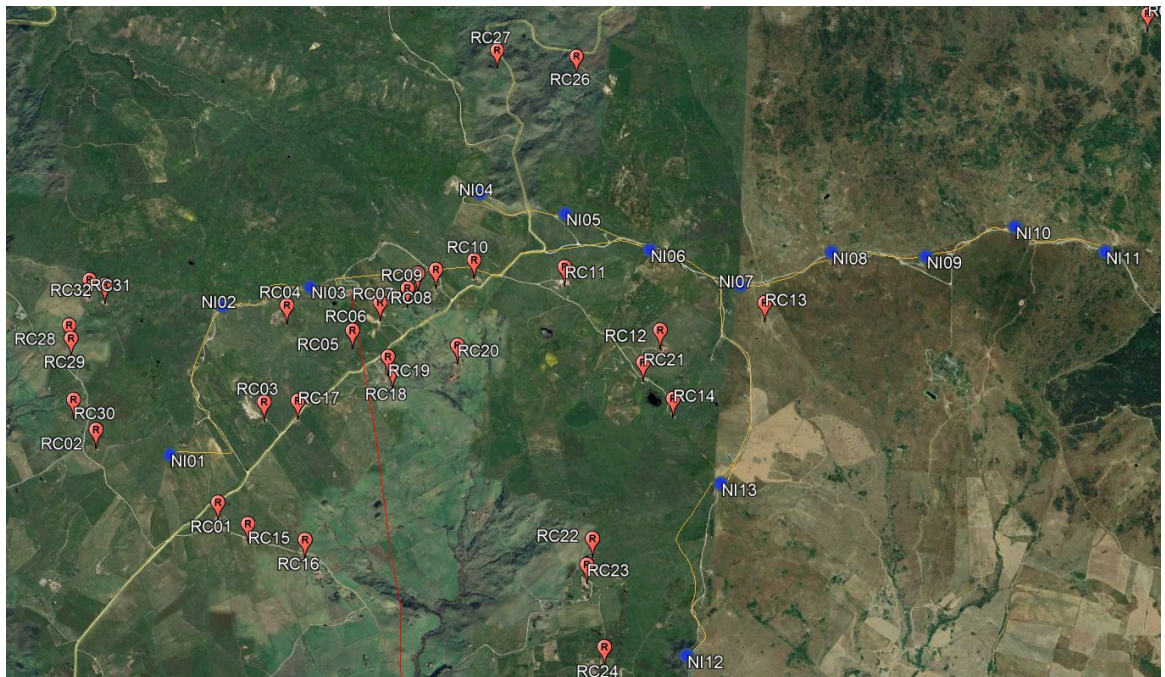 RC27
RC26
NI04
NI05
RC10
NI06
RC09
RC11
RC31
RC32
NI02
RC04
NI03
RC07
RC08
RC06
RC05
NI07
NI08
NI09
NI10
NI11
RC13
RC28
RC29
RC12
RC20
RC19
RC21
RC18
RC03
RC17
RC14
RC30
RC02
NI01
NI13
RC01
RC15
RC16
RC22
RC23
RC24
NI12